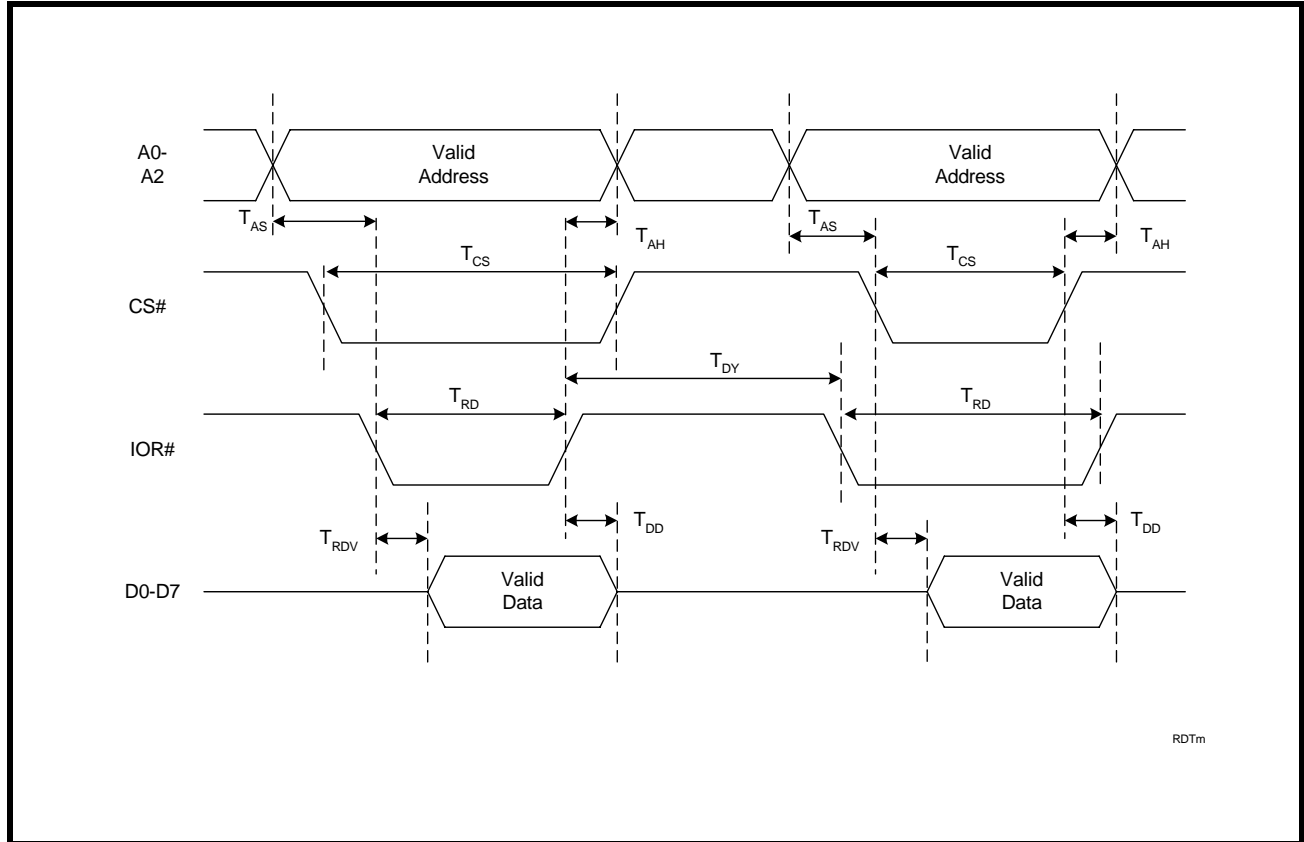 A0-
A2
Valid
Address
Valid
Address
TAS
TAH
TAS
TAH
TCS
TCS
CS#
TDY
TRD
TRD
IOR#
TRDV
TDD
TRDV
TDD
D0-D7
Valid
Data
Valid
Data
RDTm